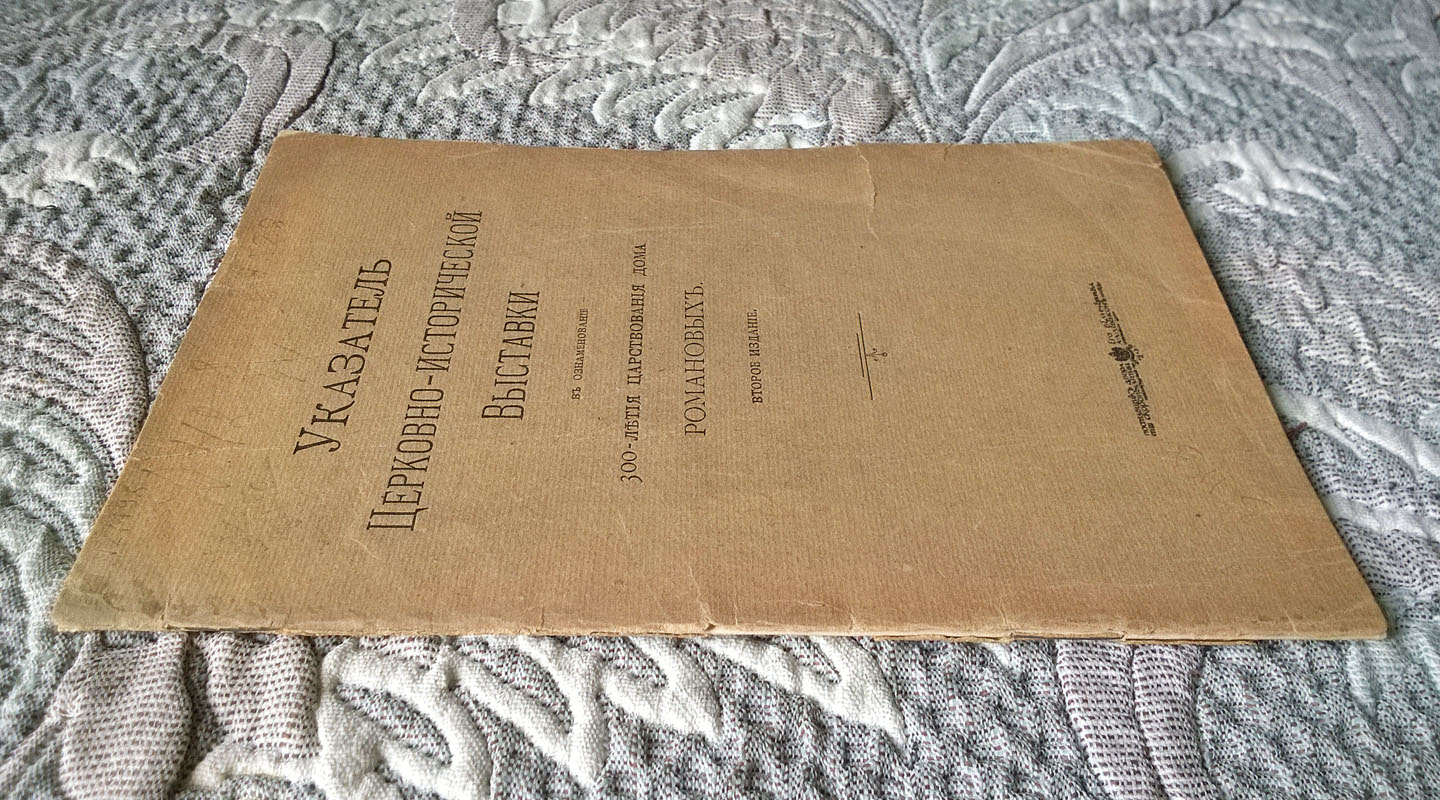 Указатель
Церковно-исторической
Выставки
въ ознаменованіе
300-лѣтія царствованія дома
РОМАНОВЫХЪ.
ВТОРОЕ ИЗДАНІЕ.